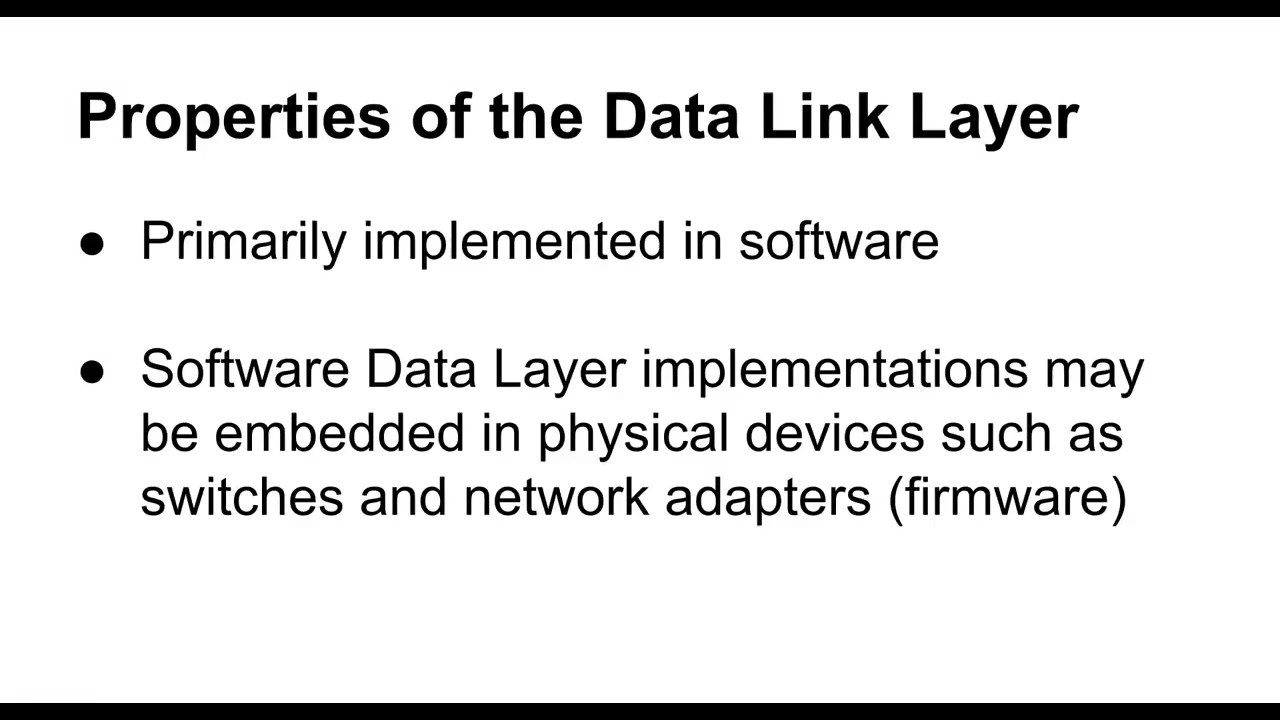 Properties of the Data Link Layer
● Primarily implemented in software
● Software Data Layer implementations may
be embedded in physical devices such as
switches and network adapters (firmware)